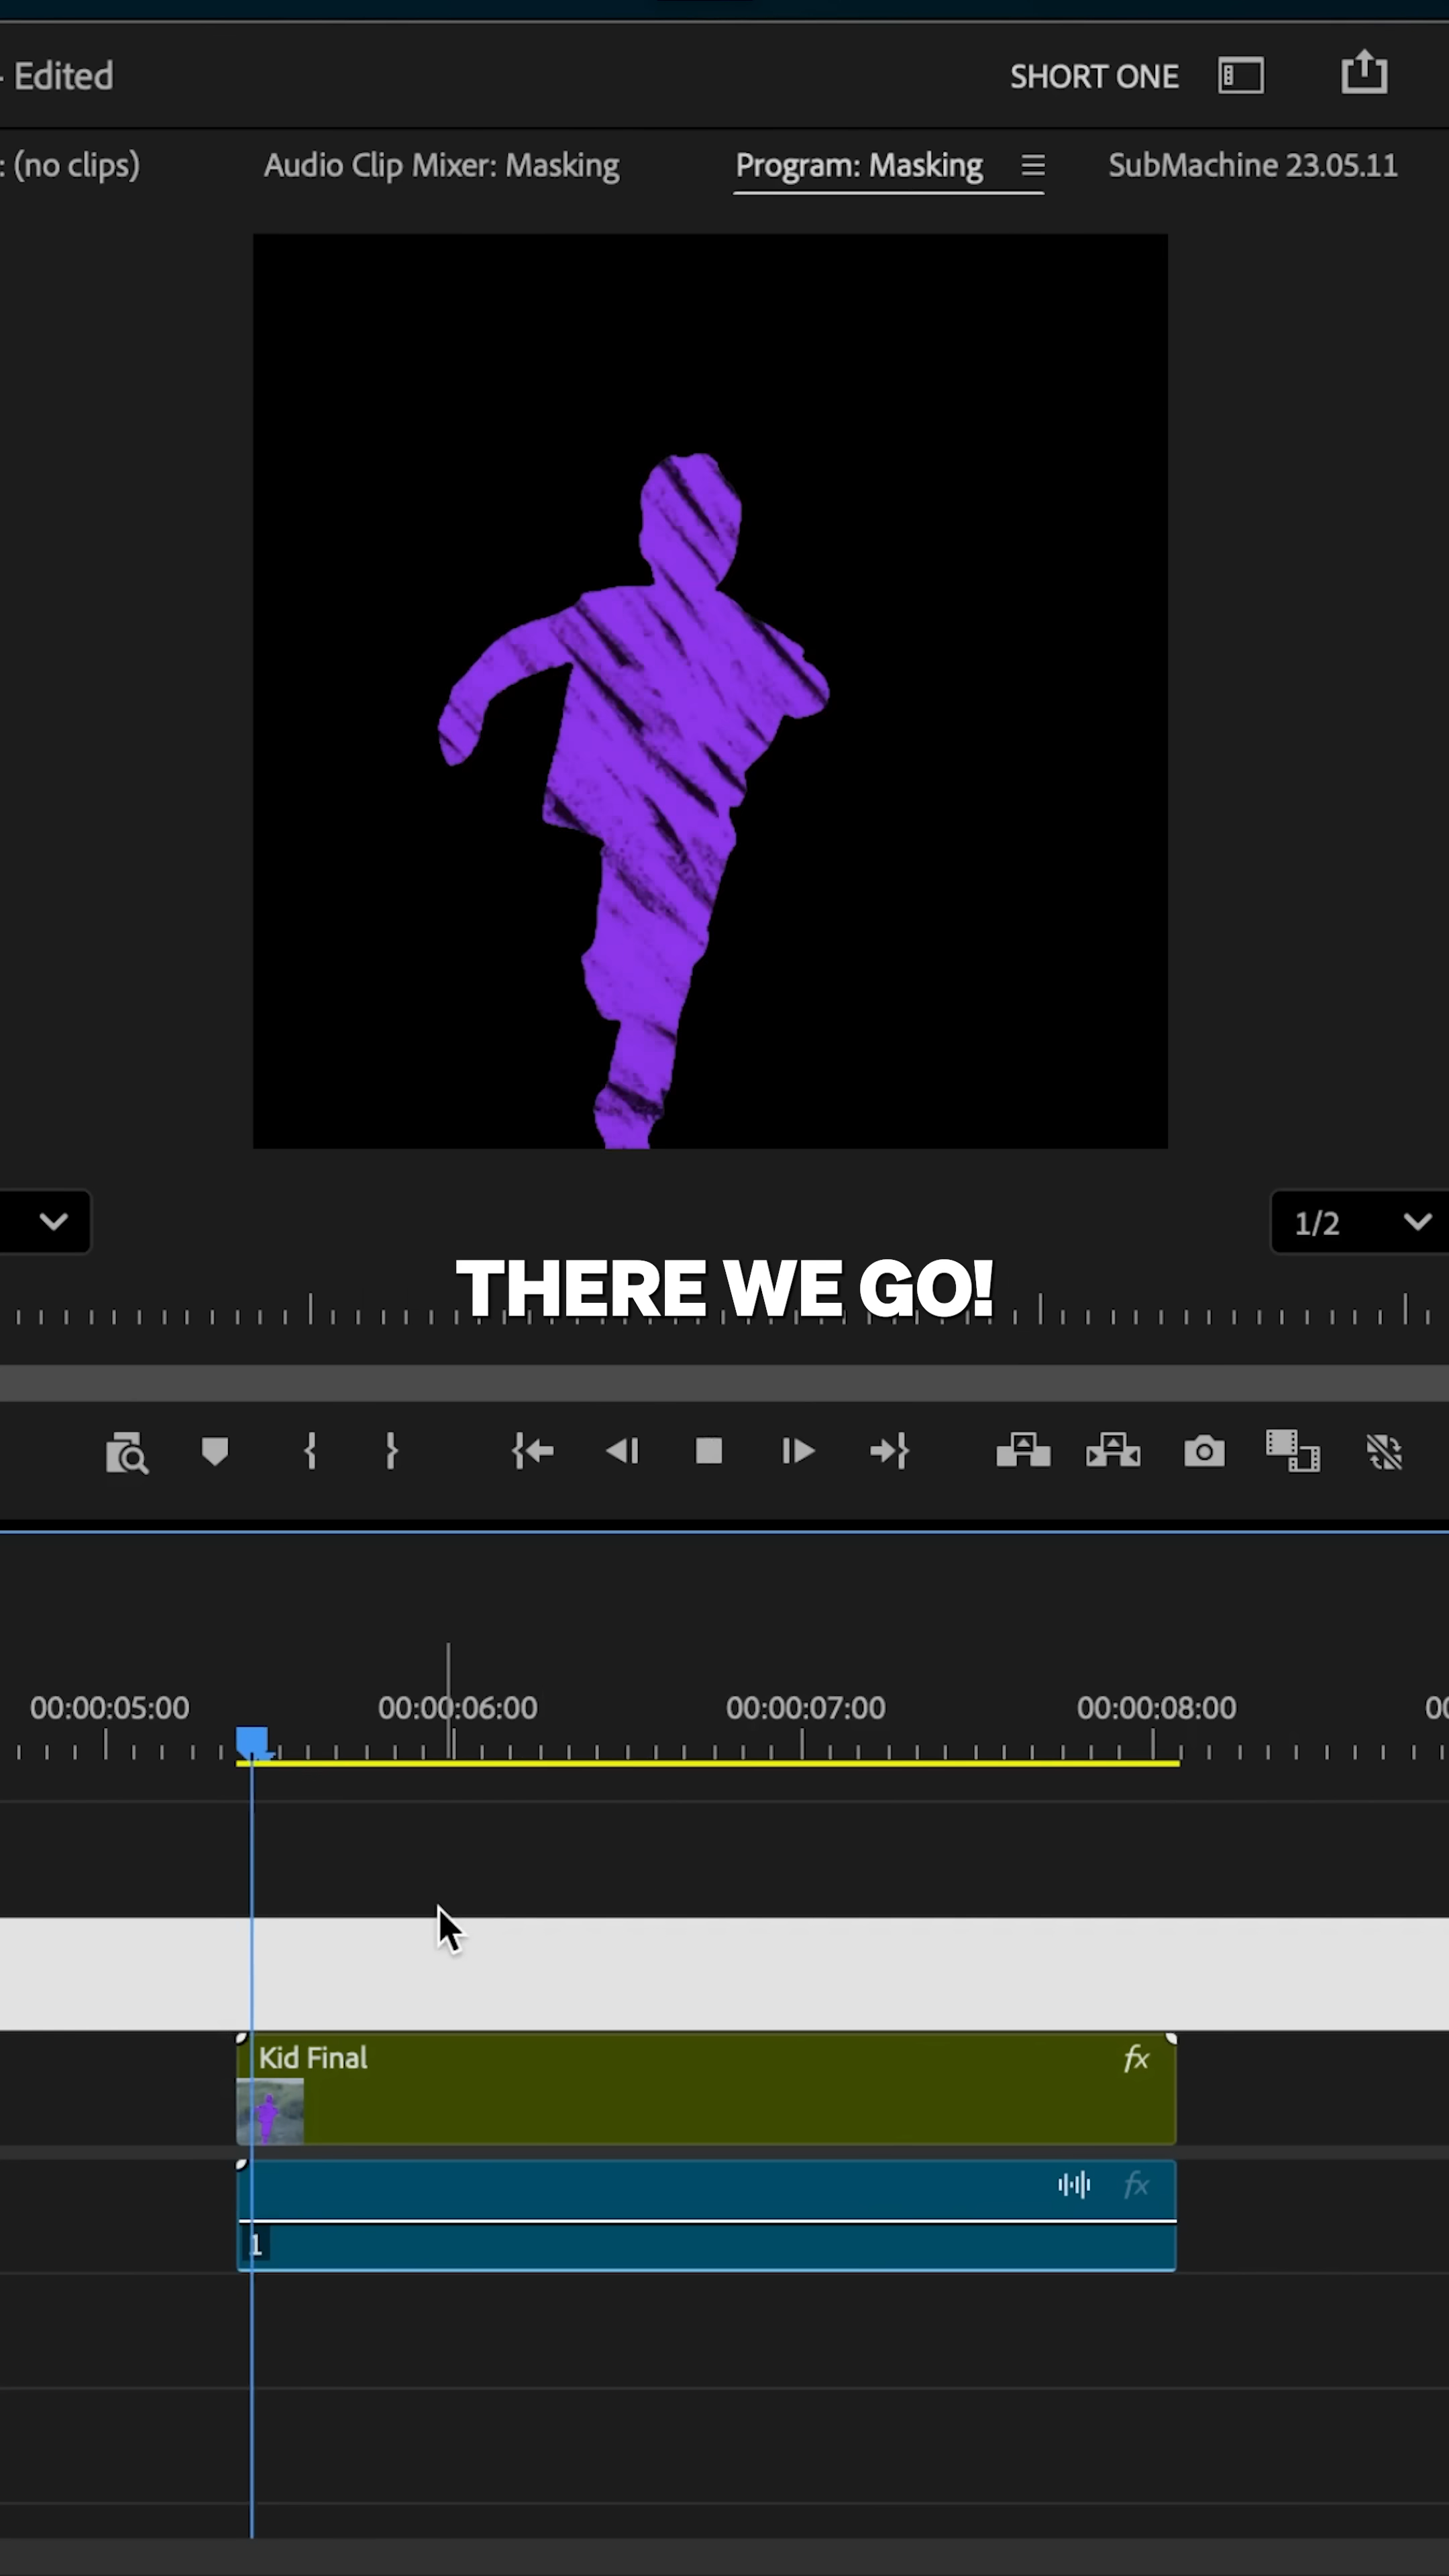 - Edited
SHORT ONE
: (no clips)
Audio Clip Mixer: Masking
Program: Masking
SubMachine 23.05.11
1/2
THERE WE GO!
00:00:05:00
00:00:06:00
00:00:07:00
00:00:08:00
00
Kid Final
fx
fx
1